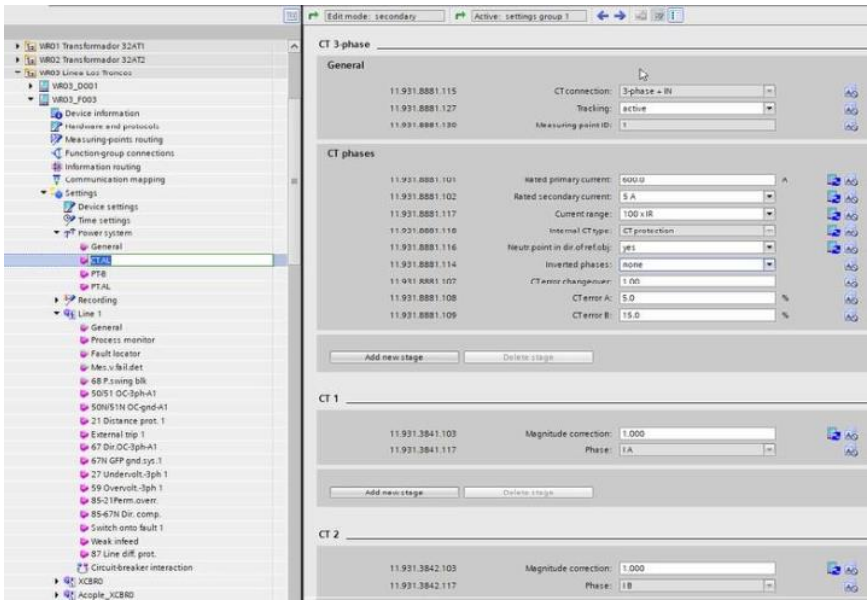 Edit mode: secondary
Active: settings group 1
WR01 Transformador 32AT1
WR02 Transformador 32AT2
WR03 Linea Los Troncos
WR03_D001
WR03_F003
Device information
Hardware and protocols
Measuring-points routing
Function-group connections
Information routing
Communication mapping
Settings
Device settings
Time settings
Power system
General
CT-AL
PT-B
PT-AL
Recording
Line 1
General
Process monitor
Fault locator
Mes.v.fail.det
68 P.swing blk
50/51 OC-3ph-A1
50N/51N OC-gnd-A1
21 Distance prot. 1
External trip 1
67 Dir.OC-3ph-A1
67N GFP gnd.sys.1
27 Undervolt.-3ph 1
59 Overvolt.-3ph 1
85-21Perm.overr.
85-67N Dir. comp.
Switch onto fault 1
Weak infeed
87 Line diff. prot.
Circuit-breaker interaction
XCBR0
Acople_XCBR0
CT 3-phase
General
11.931.8881.115 CT connection: 3-phase + IN
11.931.8881.127 Tracking: active
11.931.8881.130 Measuring point ID: 1
CT phases
11.931.8881.101 Rated primary current: 600.0 A
11.931.8881.102 Rated secondary current: 5 A
11.931.8881.117 Current range: 100 x IR
11.931.8881.118 Internal CT type: CT protection
11.931.8881.116 Neutr.point in dir.of ref.obj: yes
11.931.8881.114 Inverted phases: none
11.931.8881.107 CT error changeover: 1.00
11.931.8881.108 CT error A: 5.0 %
11.931.8881.109 CT error B: 15.0 %
Add new stage Delete stage
CT 1
11.931.3841.103 Magnitude correction: 1.000
11.931.3841.117 Phase: I A
Add new stage Delete stage
CT 2
11.931.3842.103 Magnitude correction: 1.000
11.931.3842.117 Phase: I B